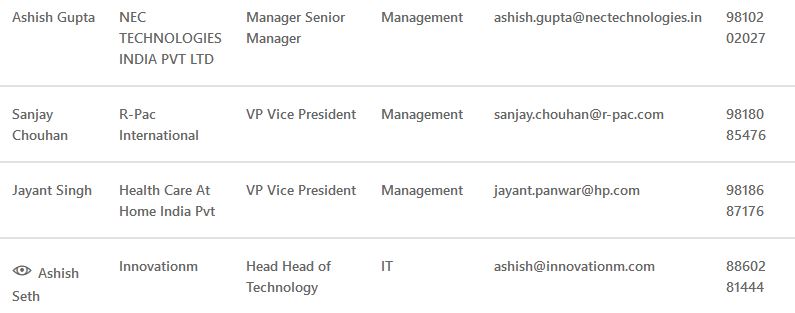 Ashish Gupta NEC Manager Senior Management ashish.gupta@nectechnologies.in 98102
TECHNOLOGIES Manager 02027
INDIA PVT LTD
Sanjay R-Pac VP Vice President Management sanjay.chouhan@r-pac.com 98180
Chouhan International 85476
Jayant Singh Health Care At VP Vice President Management jayant.panwar@hp.com 98186
Home India Pvt 87176
Ashish Innovationm Head Head of IT ashish@innovationm.com 88602
Seth Technology 81444